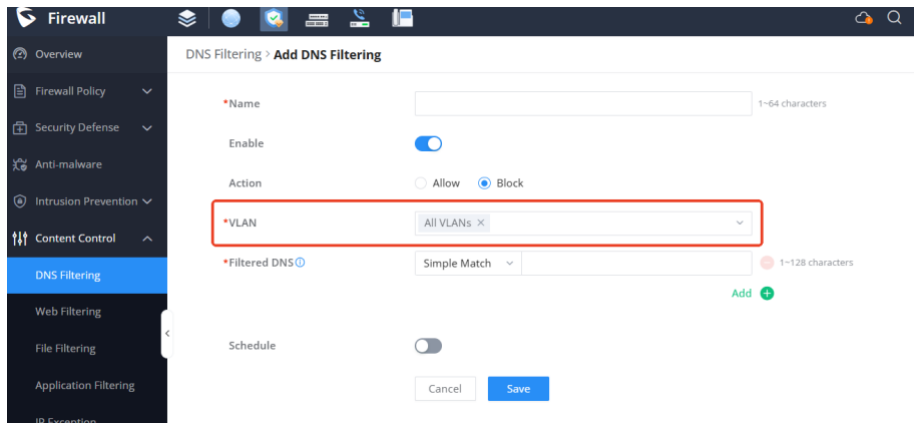 Firewall
Overview
Firewall Policy
Security Defense
Anti-malware
Intrusion Prevention
Content Control
DNS Filtering
Web Filtering
File Filtering
Application Filtering
IP Exception
DNS Filtering > Add DNS Filtering
*Name
1~64 characters
Enable
Action
Allow
Block
*VLAN
All VLANs ×
*Filtered DNS
Simple Match
1~128 characters
Add
Schedule
Cancel
Save